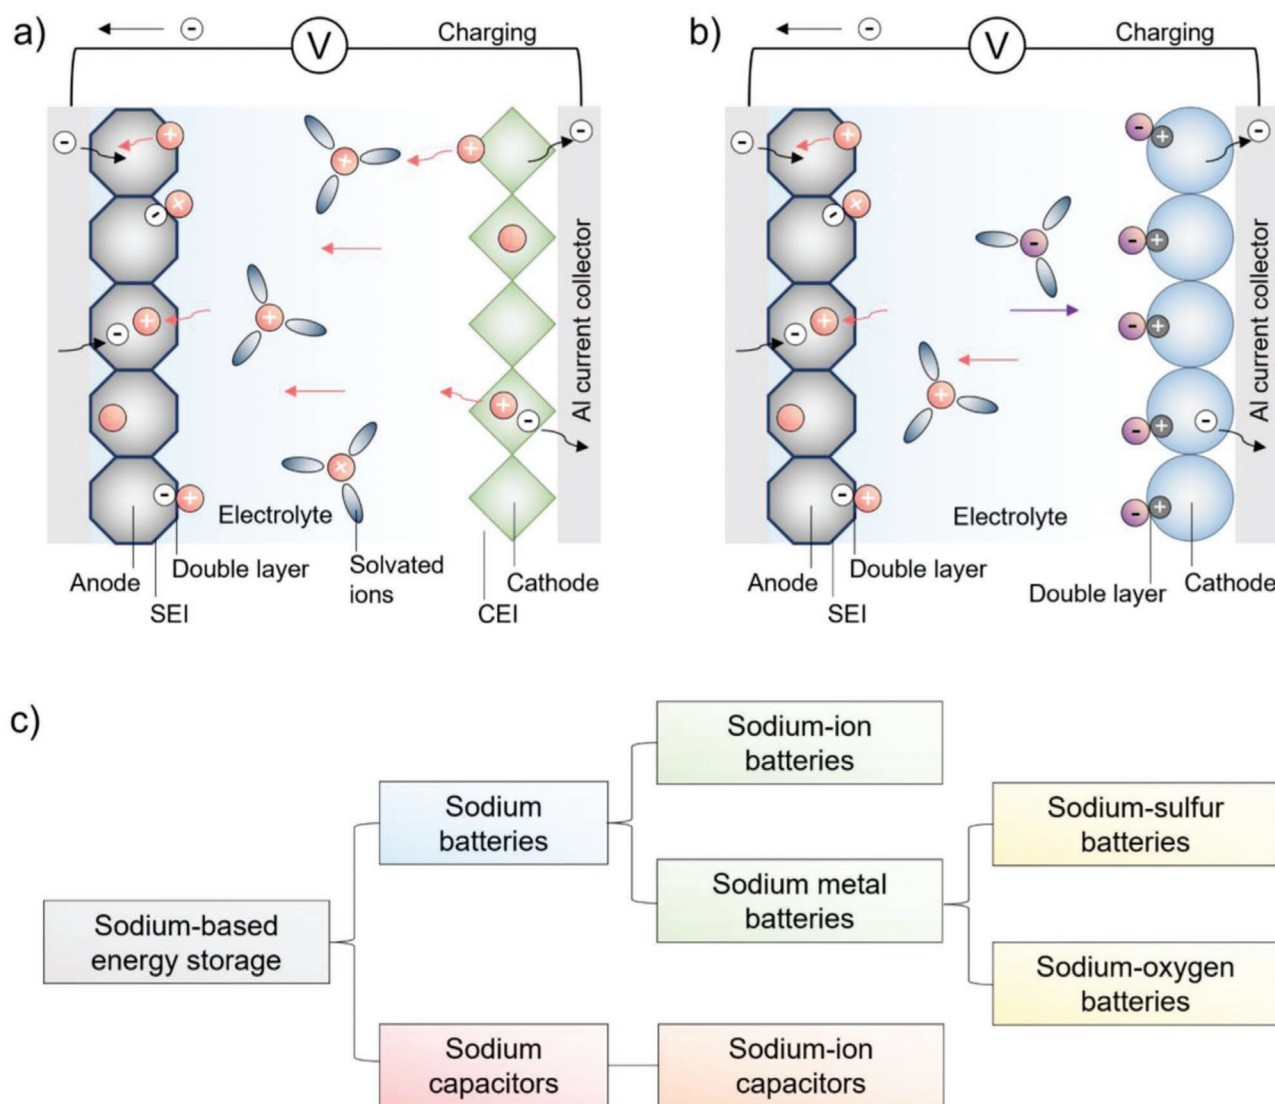 a)
V
Charging
Al current collector
Electrolyte
Anode
Double layer
Solvated
ions
Cathode
SEI
CEI
b)
V
Charging
Al current collector
Electrolyte
Anode
Double layer
Cathode
Double layer
SEI
c)
Sodium-ion
batteries
Sodium
batteries
Sodium-sulfur
batteries
Sodium metal
batteries
Sodium-based
energy storage
Sodium-oxygen
batteries
Sodium
capacitors
Sodium-ion
capacitors